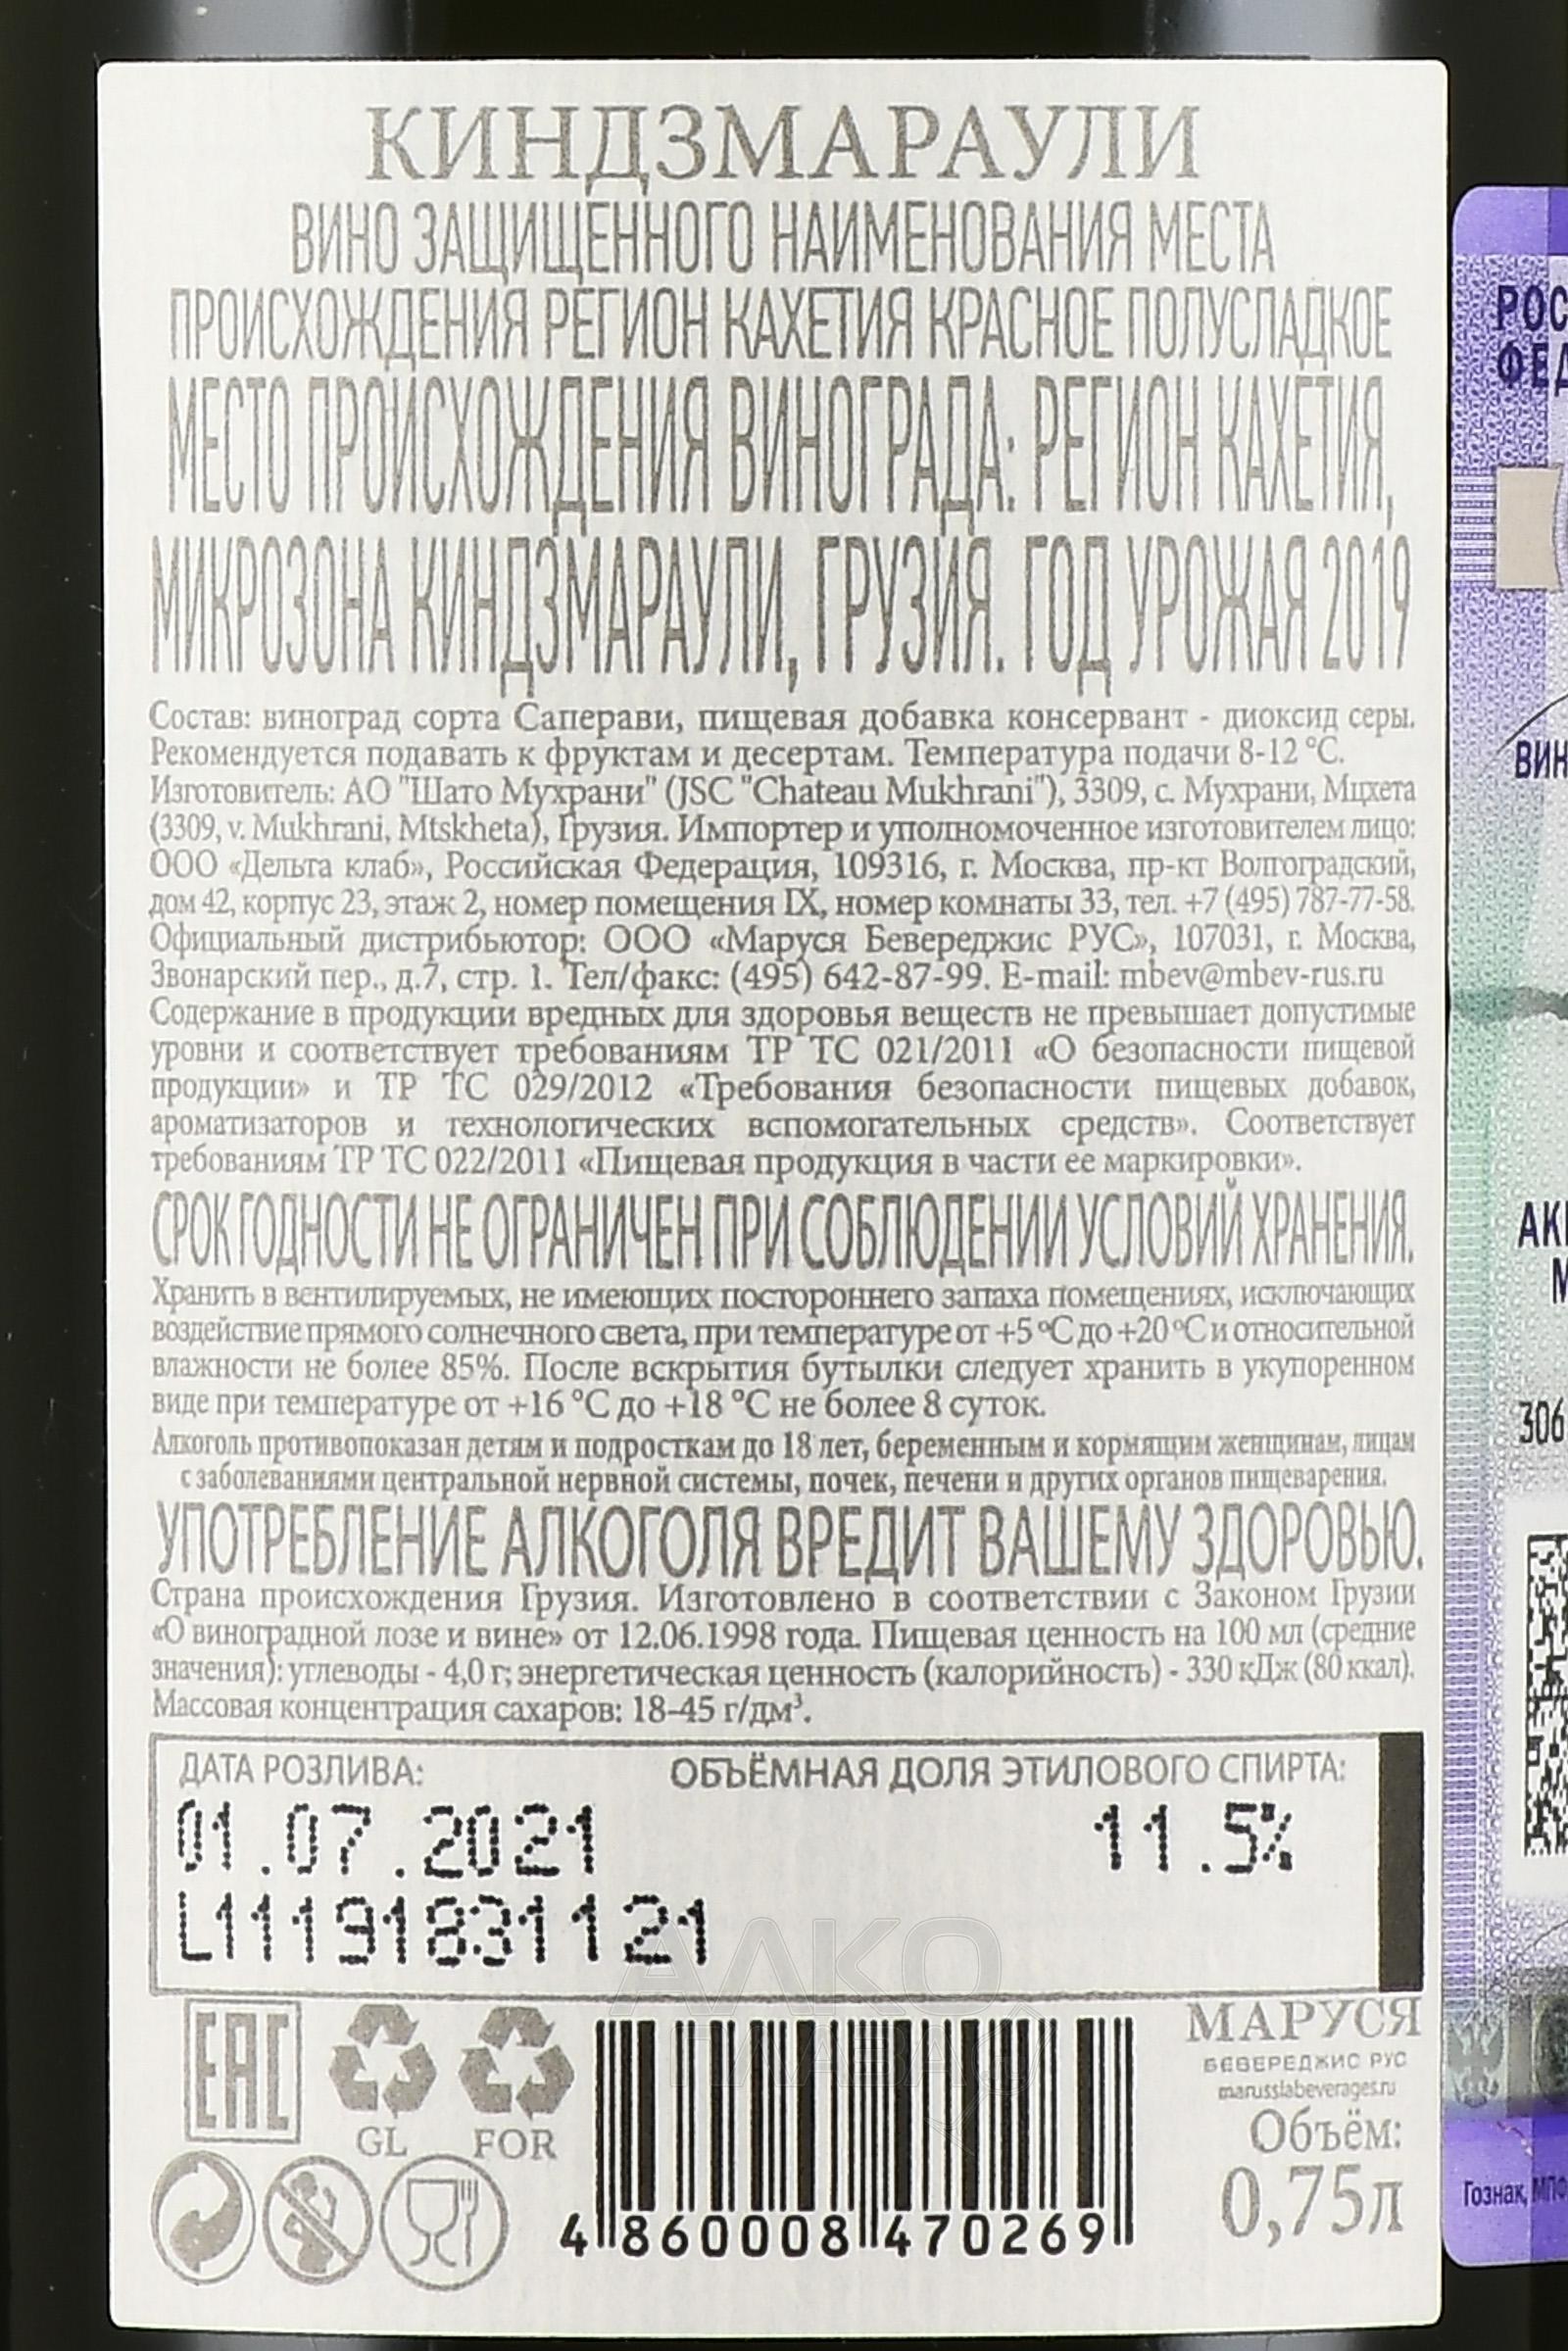 КИНДЗМАРАУЛИ
ВИНО ЗАЩИЩЕННОГО НАИМЕНОВАНИЯ МЕСТА
ПРОИСХОЖДЕНИЯ РЕГИОН КАХЕТИЯ КРАСНОЕ ПОЛУСЛАДКОЕ
МЕСТО ПРОИСХОЖДЕНИЯ ВИНОГРАДА: РЕГИОН КАХЕТИЯ,
МИКРОЗОНА КИНДЗМАРАУЛИ, ГРУЗИЯ. ГОД УРОЖАЯ 2019
Состав: виноград сорта Саперави, пищевая добавка консервант - диоксид серы.
Рекомендуется подавать к фруктам и десертам. Температура подачи 8-12 °C.
Изготовитель: АО "Шато Мухрани" (JSC "Chateau Mukhrani"), 3309, с. Мухрани, Мцхета
(3309, v. Mukhrani, Mtskheta), Грузия. Импортер и уполномоченное изготовителем лицо:
ООО «Дельта клаб», Российская Федерация, 109316, г. Москва, пр-кт Волгоградский,
дом 42, корпус 23, этаж 2, номер помещения IX, номер комнаты 33, тел. +7 (495) 787-77-58.
Официальный дистрибьютор: ООО «Маруся Бевереджис РУС», 107031, г. Москва,
Звонарский пер., д.7, стр. 1. Тел/факс: (495) 642-87-99. E-mail: mbev@mbev-rus.ru
Содержание в продукции вредных для здоровья веществ не превышает допустимые
уровни и соответствует требованиям ТР ТС 021/2011 «О безопасности пищевой
продукции» и ТР ТС 029/2012 «Требования безопасности пищевых добавок,
ароматизаторов и технологических вспомогательных средств». Соответствует
требованиям ТР ТС 022/2011 «Пищевая продукция в части ее маркировки».
СРОК ГОДНОСТИ НЕ ОГРАНИЧЕН ПРИ СОБЛЮДЕНИИ УСЛОВИЙ ХРАНЕНИЯ.
Хранить в вентилируемых, не имеющих постороннего запаха помещениях, исключающих
воздействие прямого солнечного света, при температуре от +5 °C до +20 °C и относительной
влажности не более 85%. После вскрытия бутылки следует хранить в укупоренном
виде при температуре от +16 °C до +18 °C не более 8 суток.
Алкоголь противопоказан детям и подросткам до 18 лет, беременным и кормящим женщинам, лицам
с заболеваниями центральной нервной системы, почек, печени и других органов пищеварения.
УПОТРЕБЛЕНИЕ АЛКОГОЛЯ ВРЕДИТ ВАШЕМУ ЗДОРОВЬЮ.
Страна происхождения Грузия. Изготовлено в соответствии с Законом Грузии
«О виноградной лозе и вине» от 12.06.1998 года. Пищевая ценность на 100 мл (средние
значения): углеводы - 4,0 г; энергетическая ценность (калорийность) - 330 кДж (80 ккал).
Массовая концентрация сахаров: 18-45 г/дм³.
ДАТА РОЗЛИВА: ОБЪЁМНАЯ ДОЛЯ ЭТИЛОВОГО СПИРТА:
01.07.2021 11.5%
L11191831121
АЛКО
ПЛАВАС
EAC
GL FOR
4 860008 470269
МАРУСЯ
БЕВЕРЕДЖИС РУС
marussiabeverages.ru
Объём:
0,75л
РОС
ФЕД
ВИН
АК
М
306
Гознак, МПФ